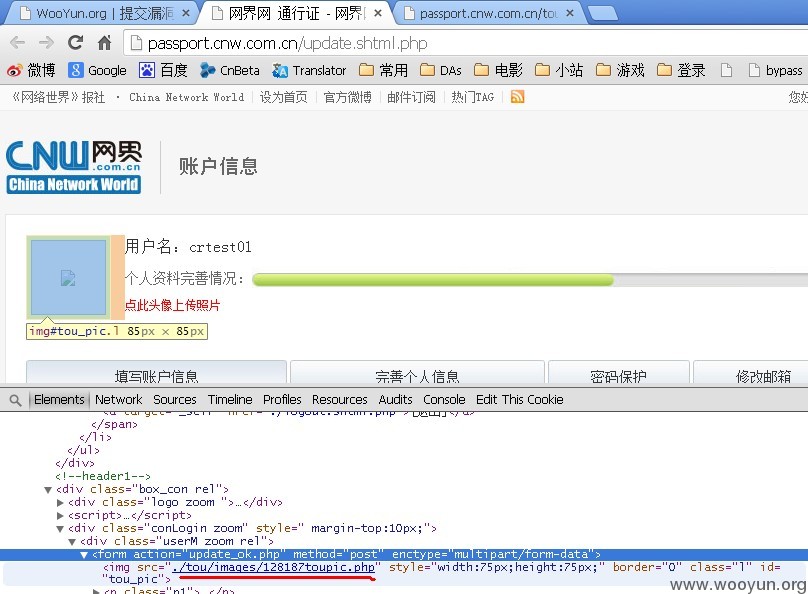 WooYun.org | 提交漏洞
网界网 通行证 - 网界
passport.cnw.com.cn/tou
passport.cnw.com.cn/update.shtml.php
微博 Google 百度 CnBeta Translator 常用 DAs 电影 小站 游戏 登录 bypass
《网络世界》报社 · China Network World 设为首页 官方微博 邮件订阅 热门TAG 您好
CNW网界
.com.cn
China Network World
账户信息
用户名：crtest01
个人资料完善情况：
点此头像上传照片
img#tou_pic.l 85px × 85px
填写账户信息 完善个人信息 密码保护 修改邮箱
Elements Network Sources Timeline Profiles Resources Audits Console Edit This Cookie
<a target="_self" href="./logout.shtml.php">[退出]</a>
</span>
</li>
</ul>
</div>
<!--header1-->
<div class="box_con rel">
<div class="logo zoom ">…</div>
<script>…</script>
<div class="conLogin zoom" style=" margin-top:10px;">
<div class="userM zoom rel">
<form action="update_ok.php" method="post" enctype="multipart/form-data">
<img src="./tou/images/128187toupic.php" style="width:75px;height:75px;" border="0" class="l" id=
"tou_pic">
<p class="p1">…</p>
www.wooyun.org